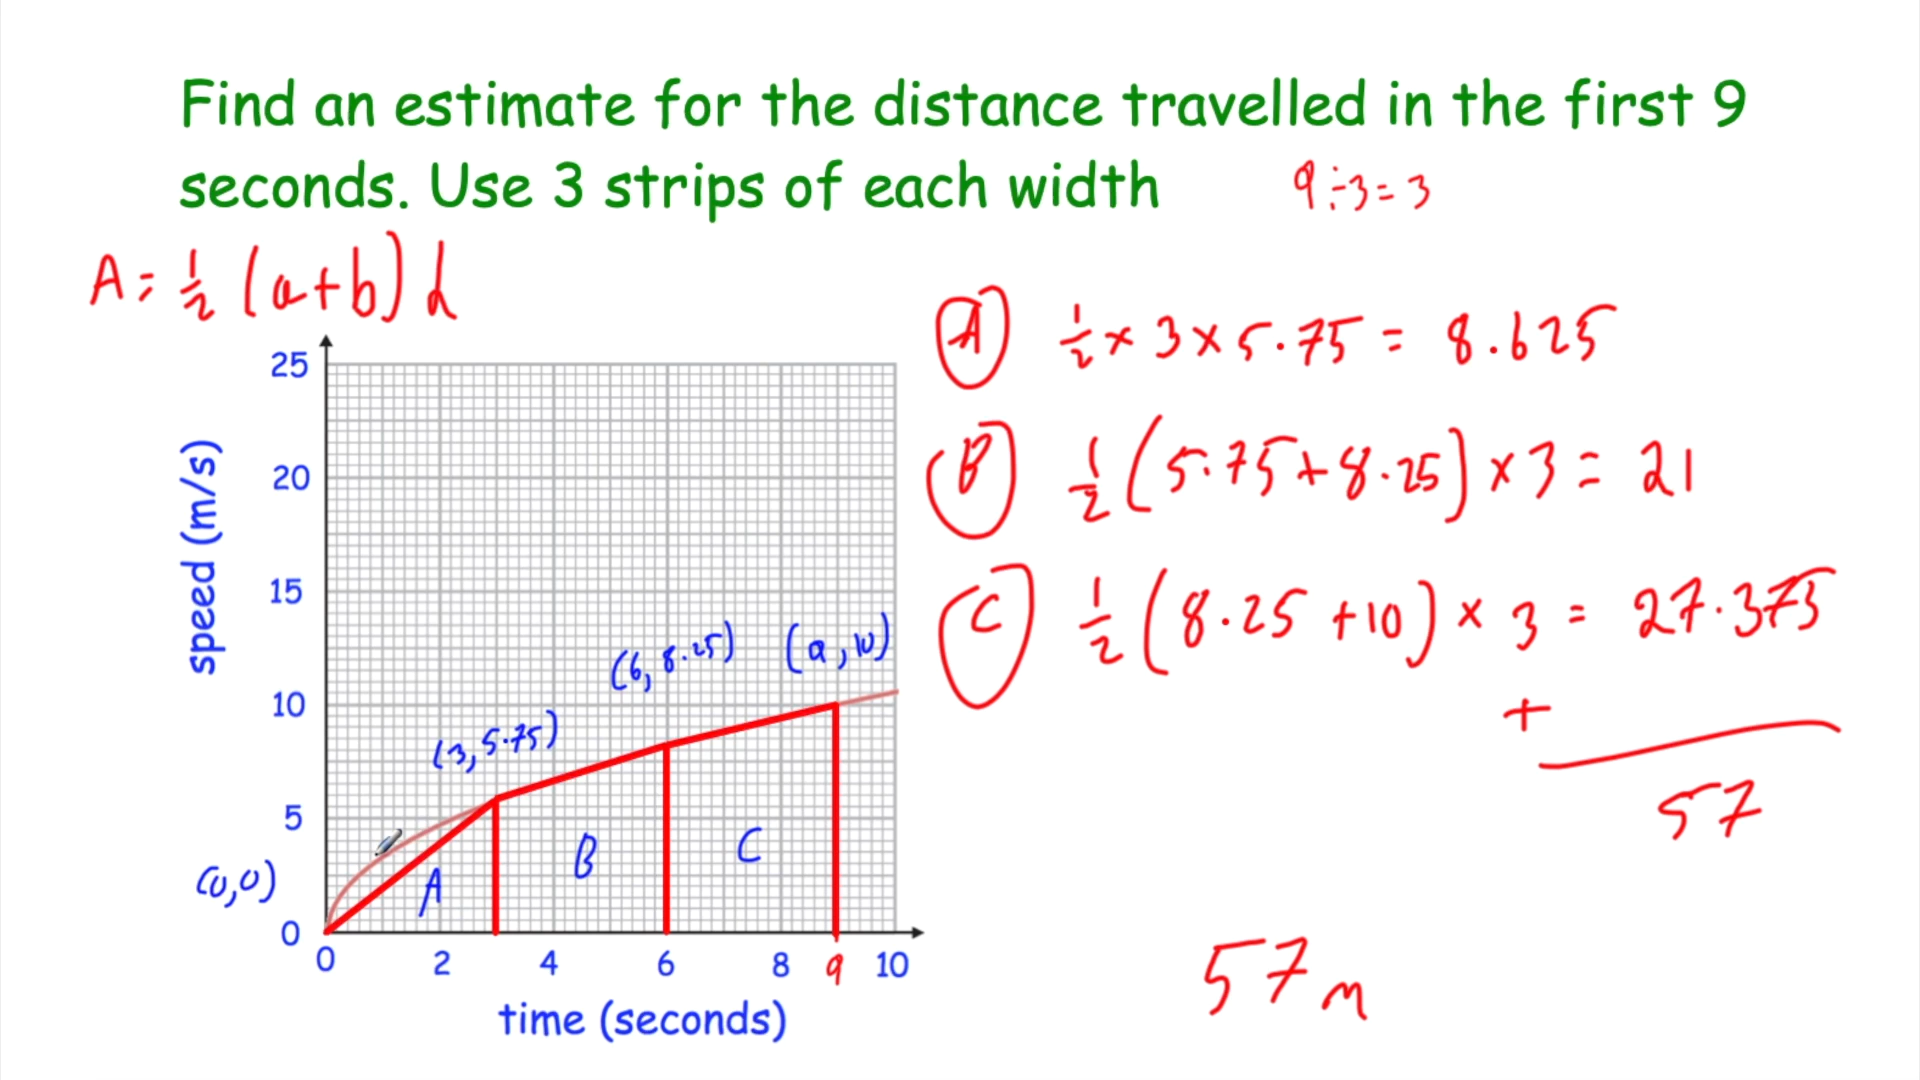 Find an estimate for the distance travelled in the first 9
seconds. Use 3 strips of each width
9÷3=3
A= ½ (a+b) h
A ½ × 3 × 5.75 = 8.625
B ½ (5.75+8.25) × 3 = 21
C ½ (8.25 +10) × 3 = 27.375
+
57
57m
25
20
15
10
5
0
speed (m/s)
(0,0)
(3,5.75)
(6,8.25)
(9,10)
A
B
C
0 2 4 6 8 9 10
time (seconds)